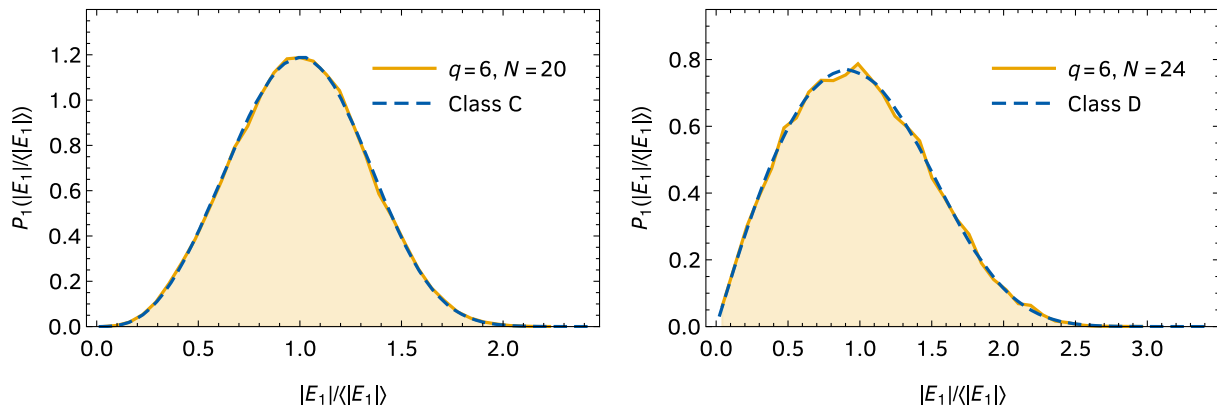 P₁(|E₁|/⟨|E₁|⟩)
1.2
1.0
0.8
0.6
0.4
0.2
0.0
q=6, N=20
Class C
0.0 0.5 1.0 1.5 2.0
|E₁|/⟨|E₁|⟩
P₁(|E₁|/⟨|E₁|⟩)
0.8
0.6
0.4
0.2
0.0
q=6, N=24
Class D
0.0 0.5 1.0 1.5 2.0 2.5 3.0
|E₁|/⟨|E₁|⟩